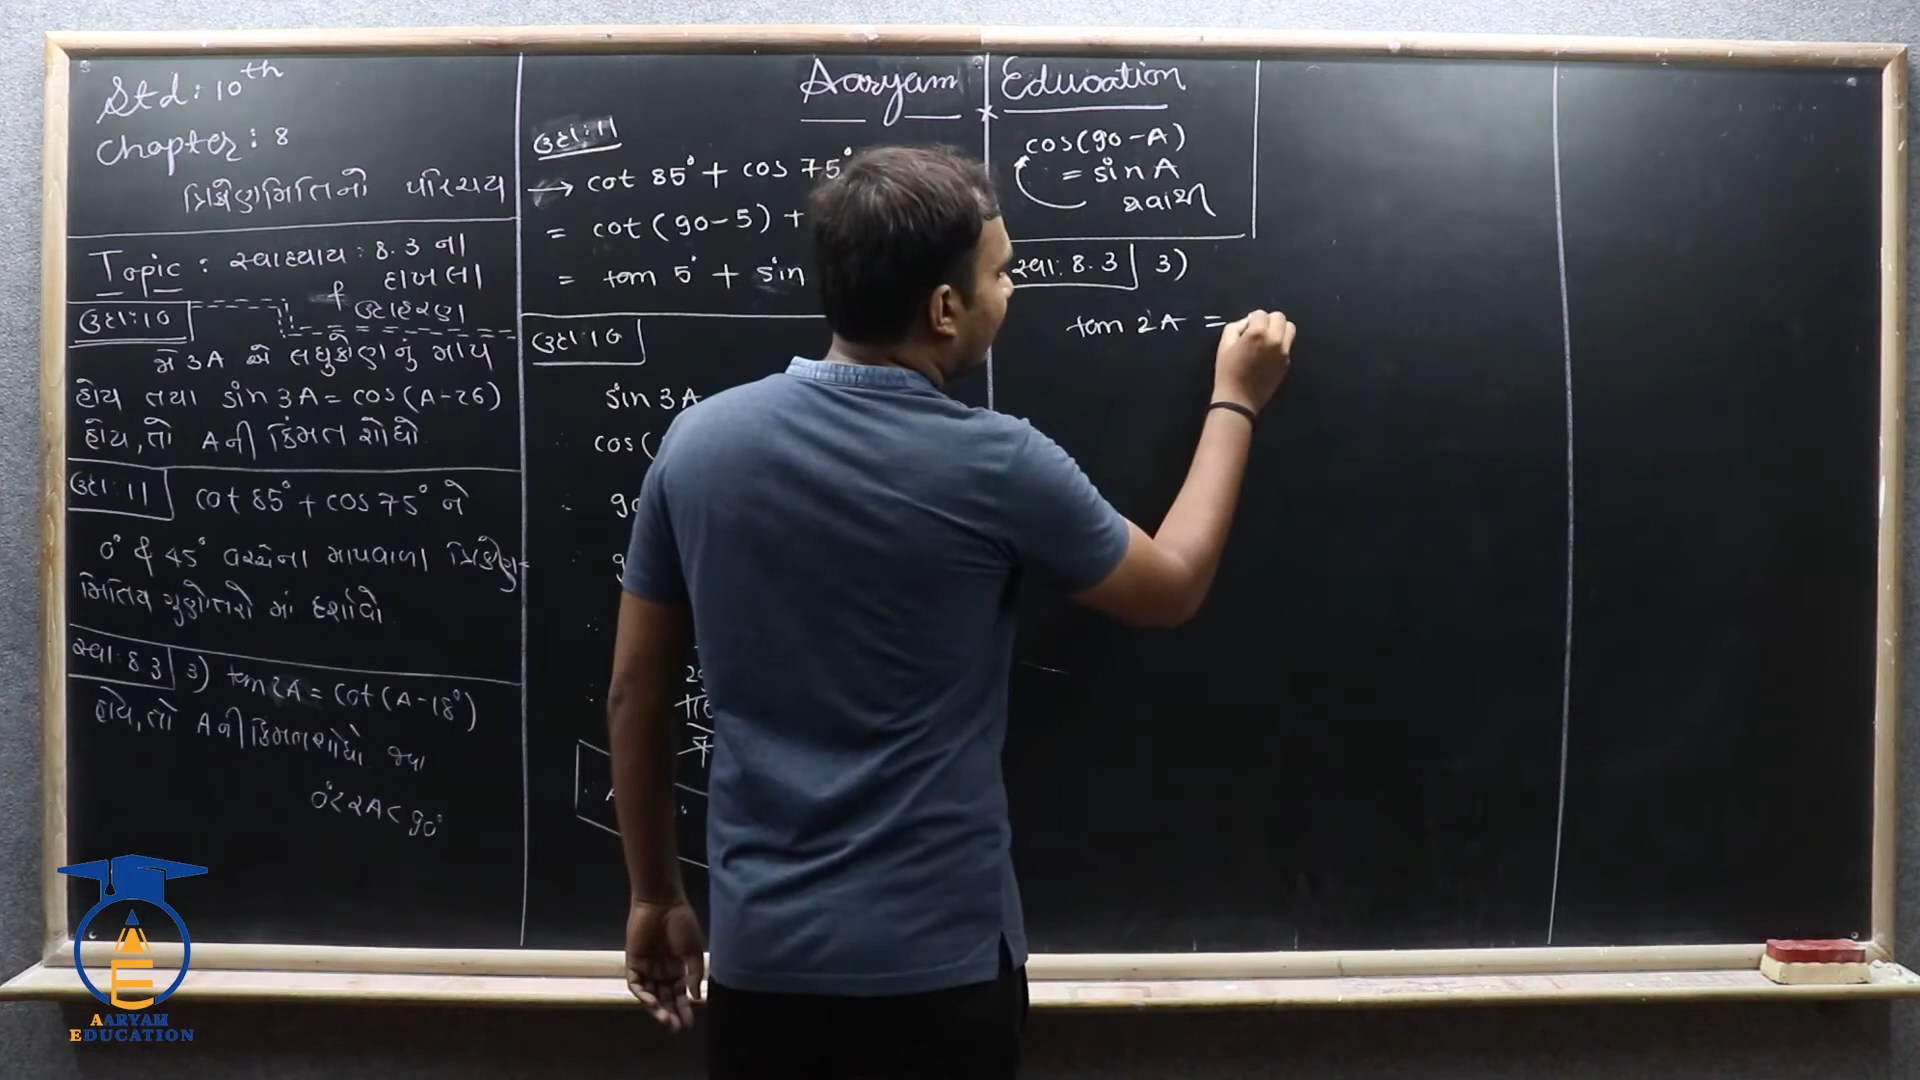 Std: 10th
Chapter: 8
ત્રિકોણમિતિનો પરિચય
Topic: સ્વાધ્યાય: 8.3 ના
દાખલા
& ઉદાહરણ
ઉદા:10
જો 3A એ લઘુકોણનું માપ
હોય તથા sin 3A = cos(A-26)
હોય, તો A ની કિંમત શોધો.
ઉદા:11 cot 85° + cos 75° ને
0° & 45° વચ્ચેના માપવાળા ત્રિકોણ-
મિતિય ગુણોત્તરો માં દર્શાવો.
સ્વા: 8.3 3) tan 2A = cot (A-18°)
હોય, તો A ની કિંમત શોધો જ્યાં
0°<2A< 90°
Aaryam Education
ઉદા:11
→ cot 85° + cos 75°
= cot (90-5) +
= tan 5° + sin
ઉદા:10
sin 3A
cos(
cos(90-A)
= sin A
થવાથી
સ્વા: 8.3 3)
tan 2A =
AARYAM
EDUCATION